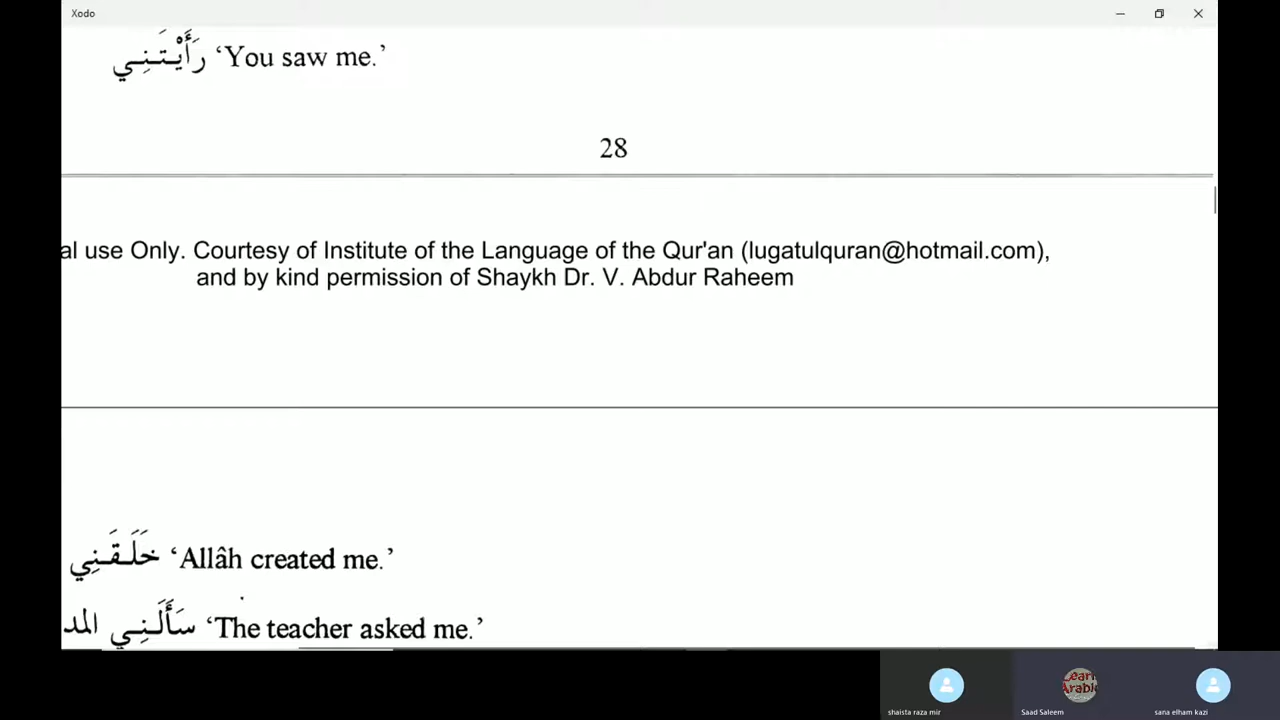 Xodo
رَأَيْتَنِي ‘You saw me.’
28
al use Only. Courtesy of Institute of the Language of the Qur'an (lugatulquran@hotmail.com),
and by kind permission of Shaykh Dr. V. Abdur Raheem
خَلَقَنِي ‘Allâh created me.’
سَأَلَنِي المد ‘The teacher asked me.’
shaista raza mir
Learn Arabic
Saad Saleem
sana elham kazi